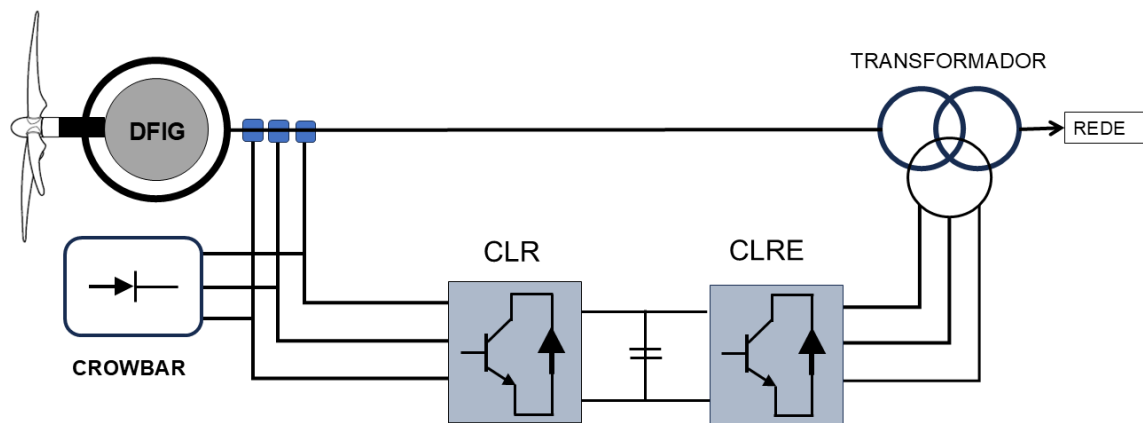 TRANSFORMADOR
DFIG
REDE
CLR
CLRE
CROWBAR